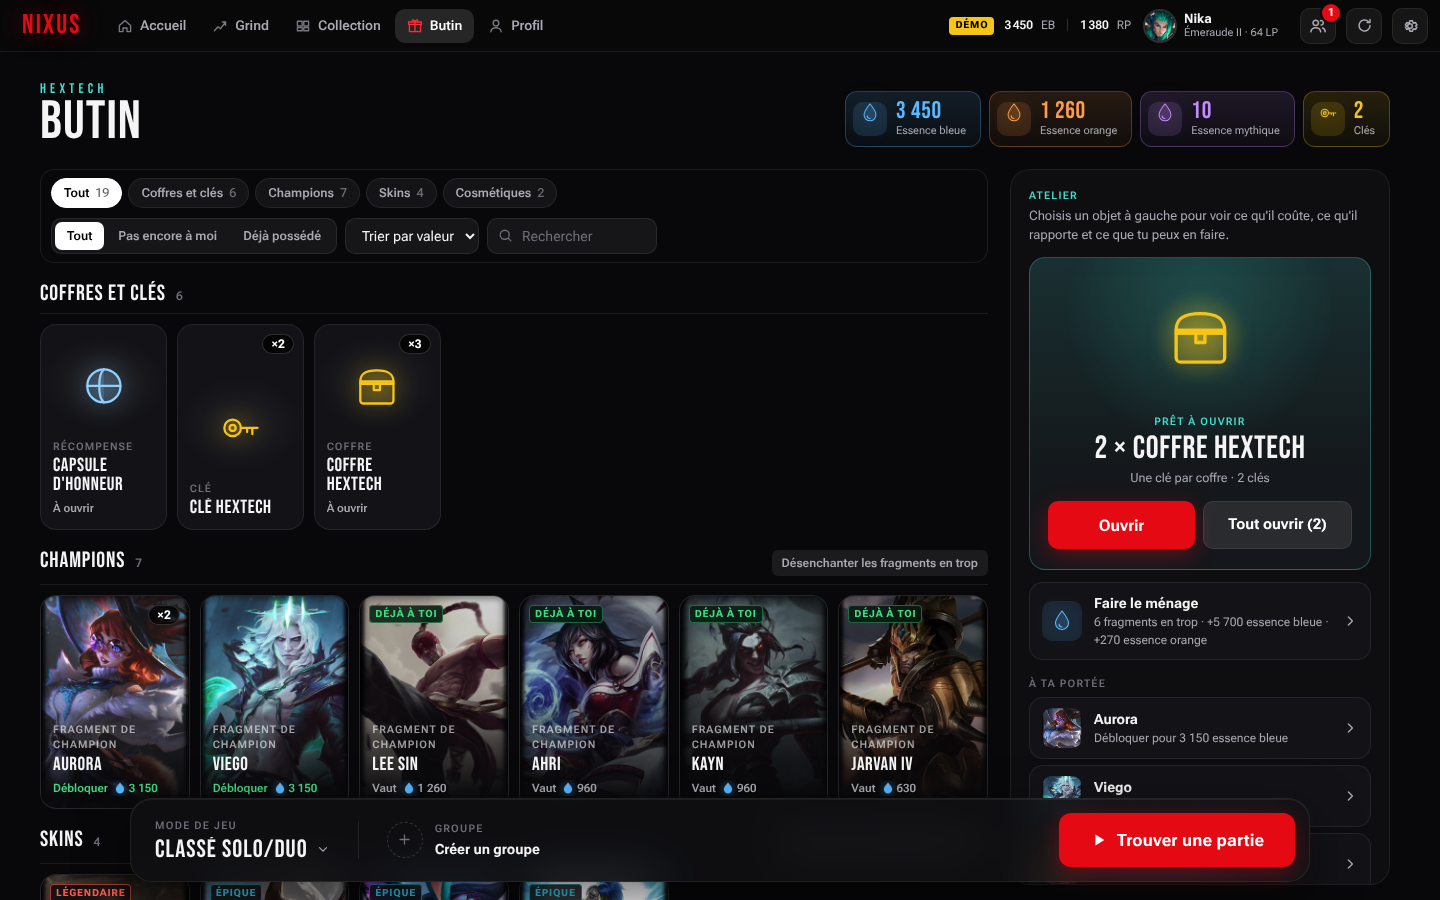 NIXUS
Accueil
Grind
Collection
Butin
Profil
DÉMO
3 450 EB
1 380 RP
Nika
Émeraude II · 64 LP
1
HEXTECH
BUTIN
3 450
Essence bleue
1 260
Essence orange
10
Essence mythique
2
Clés
Tout 19
Coffres et clés 6
Champions 7
Skins 4
Cosmétiques 2
Tout
Pas encore à moi
Déjà possédé
Trier par valeur
Rechercher
COFFRES ET CLÉS 6
RÉCOMPENSE
CAPSULE
D'HONNEUR
À ouvrir
×2
CLÉ
CLÉ HEXTECH
×3
COFFRE
COFFRE
HEXTECH
À ouvrir
CHAMPIONS 7
Désenchanter les fragments en trop
×2
FRAGMENT DE
CHAMPION
AURORA
Débloquer 3 150
FRAGMENT DE
CHAMPION
VIEGO
Débloquer 3 150
DÉJÀ À TOI
FRAGMENT DE
CHAMPION
LEE SIN
Vaut 1 260
DÉJÀ À TOI
FRAGMENT DE
CHAMPION
AHRI
Vaut 960
DÉJÀ À TOI
FRAGMENT DE
CHAMPION
KAYN
Vaut 960
DÉJÀ À TOI
FRAGMENT DE
CHAMPION
JARVAN IV
Vaut 630
SKINS 4
LÉGENDAIRE
ÉPIQUE
ÉPIQUE
ÉPIQUE
ATELIER
Choisis un objet à gauche pour voir ce qu'il coûte, ce qu'il
rapporte et ce que tu peux en faire.
PRÊT À OUVRIR
2 × COFFRE HEXTECH
Une clé par coffre · 2 clés
Ouvrir
Tout ouvrir (2)
Faire le ménage
6 fragments en trop · +5 700 essence bleue ·
+270 essence orange
À TA PORTÉE
Aurora
Débloquer pour 3 150 essence bleue
Viego
MODE DE JEU
CLASSÉ SOLO/DUO
GROUPE
Créer un groupe
Trouver une partie